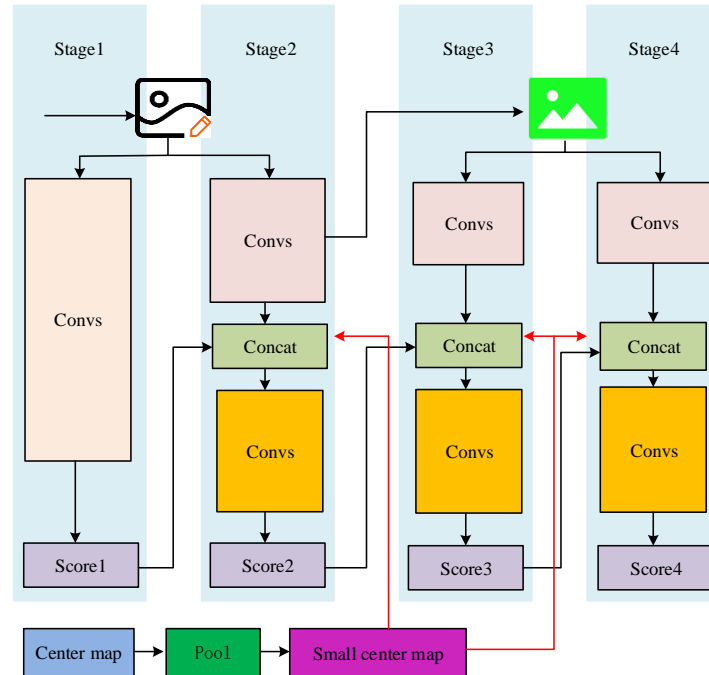 Stage1
Stage2
Stage3
Stage4
Convs
Convs
Convs
Convs
Concat
Concat
Concat
Convs
Convs
Convs
Score1
Score2
Score3
Score4
Center map
Pool
Small center map